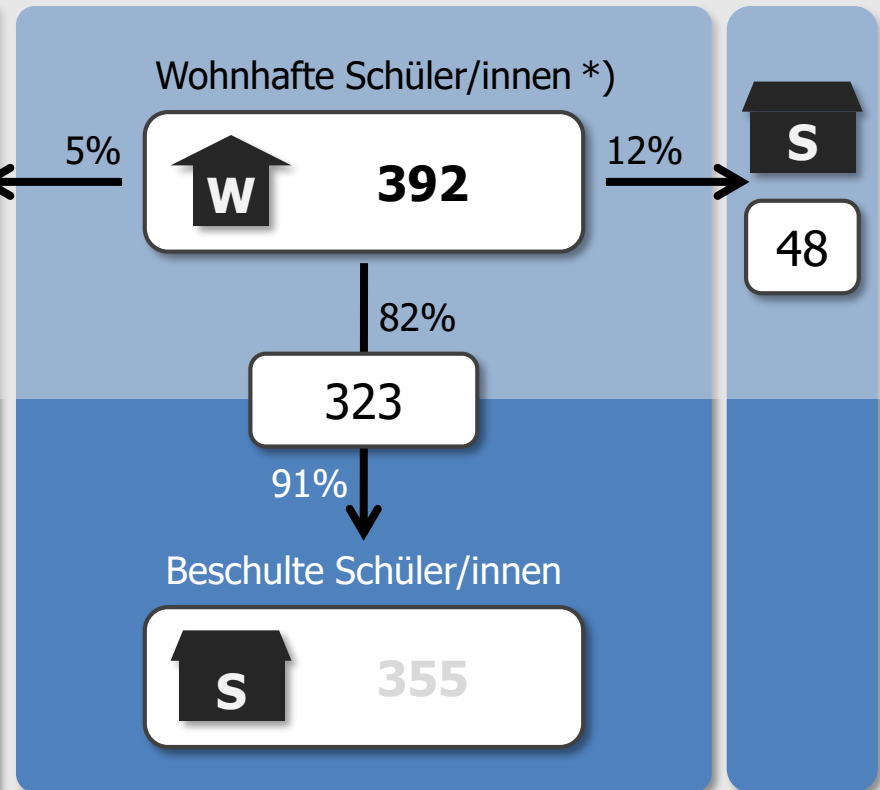 Wohnhafte Schüler/innen *)
5%
W
392
12%
S
48
82%
323
91%
Beschulte Schüler/innen
S
355